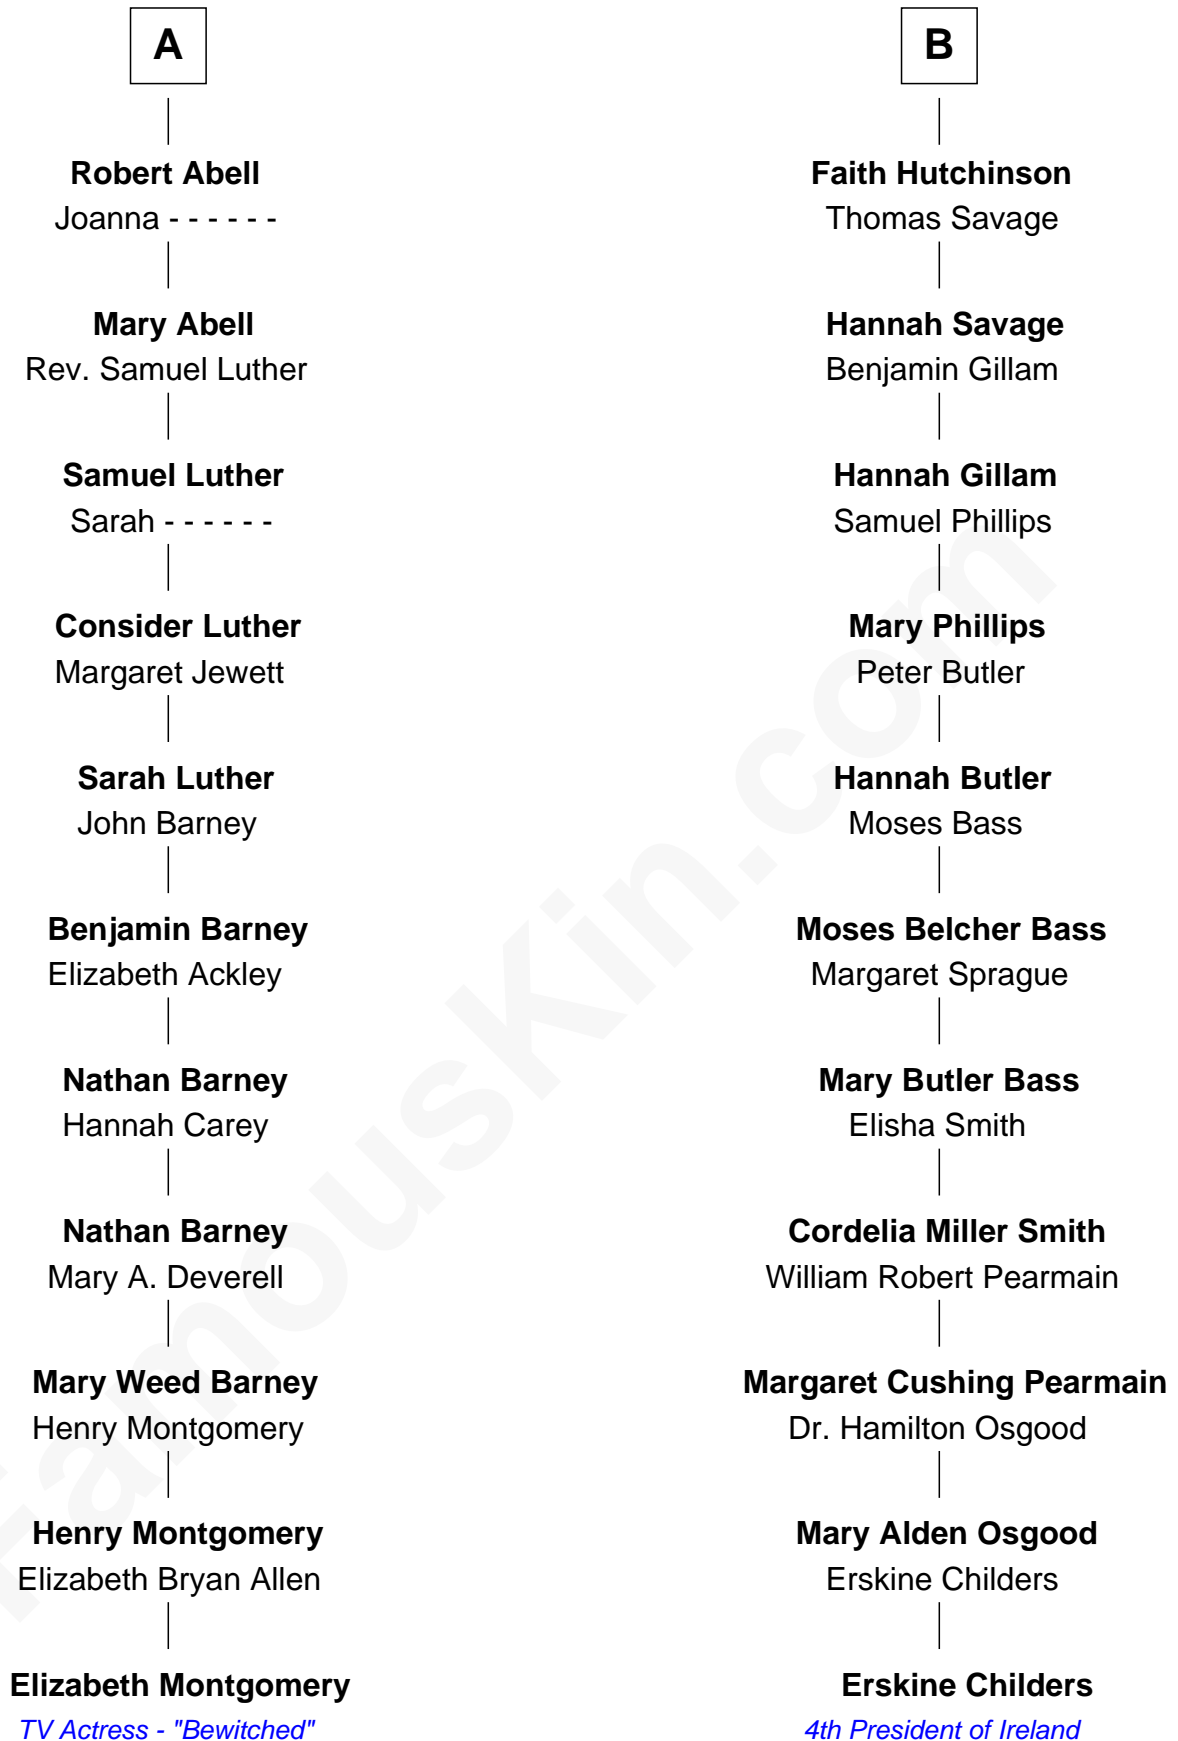 A
Robert Abell
Joanna - - - - - -
Mary Abell
Rev. Samuel Luther
Samuel Luther
Sarah - - - - - -
Consider Luther
Margaret Jewett
Sarah Luther
John Barney
Benjamin Barney
Elizabeth Ackley
Nathan Barney
Hannah Carey
Nathan Barney
Mary A. Deverell
Mary Weed Barney
Henry Montgomery
Henry Montgomery
Elizabeth Bryan Allen
Elizabeth Montgomery
TV Actress - "Bewitched"
B
Faith Hutchinson
Thomas Savage
Hannah Savage
Benjamin Gillam
Hannah Gillam
Samuel Phillips
Mary Phillips
Peter Butler
Hannah Butler
Moses Bass
Moses Belcher Bass
Margaret Sprague
Mary Butler Bass
Elisha Smith
Cordelia Miller Smith
William Robert Pearmain
Margaret Cushing Pearmain
Dr. Hamilton Osgood
Mary Alden Osgood
Erskine Childers
Erskine Childers
4th President of Ireland
FamousKin.com